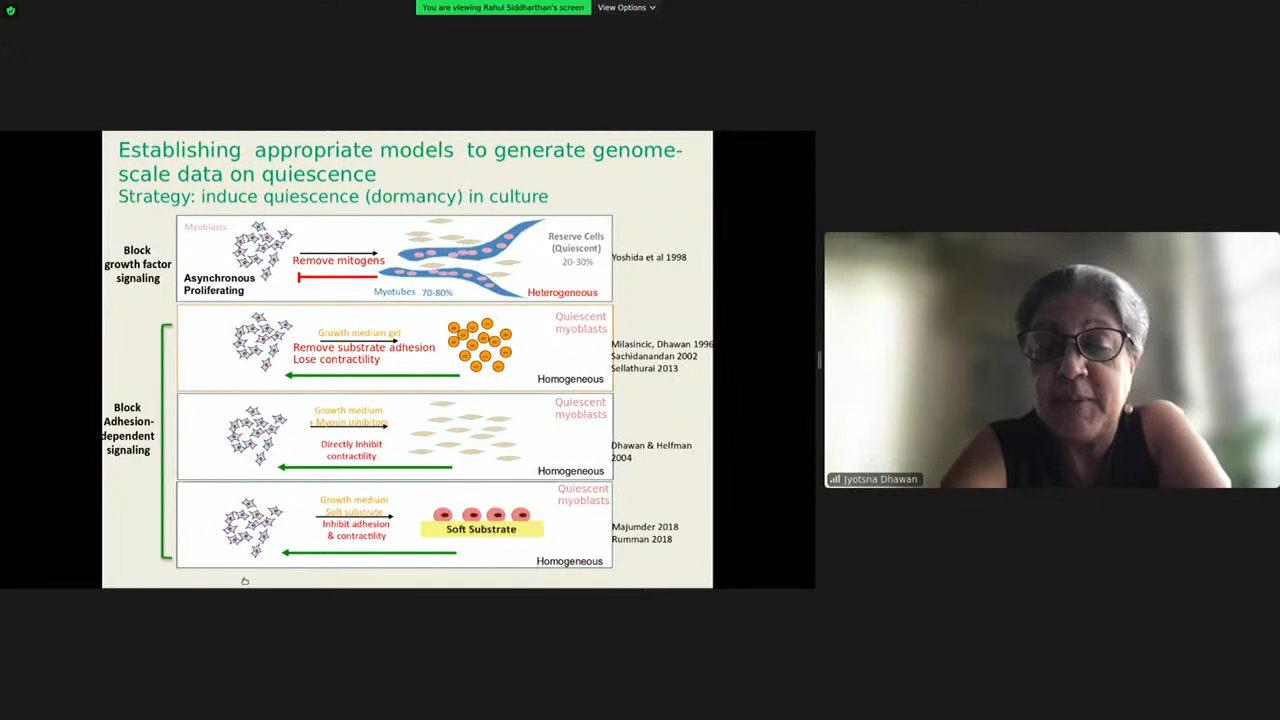 You are viewing Rahul Siddharthan's screen
View Options
Establishing appropriate models to generate genome-
scale data on quiescence
Strategy: induce quiescence (dormancy) in culture
Block
growth factor
signaling
Myoblasts
Asynchronous
Proliferating
Remove mitogens
Myotubes 70-80%
Reserve Cells
(Quiescent)
20-30%
Heterogeneous
Yoshida et al 1998
Block
Adhesion-
dependent
signaling
Growth medium gel
Remove substrate adhesion
Lose contractility
Quiescent
myoblasts
Homogeneous
Milasincic, Dhawan 1996
Sachidanandan 2002
Sellathurai 2013
Growth medium
+ Myosin Inhibitors
Directly Inhibit
contractility
Quiescent
myoblasts
Homogeneous
Dhawan & Helfman
2004
Growth medium
Soft substrate
Inhibit adhesion
& contractility
Soft Substrate
Quiescent
myoblasts
Homogeneous
Majumder 2018
Rumman 2018
Jyotsna Dhawan